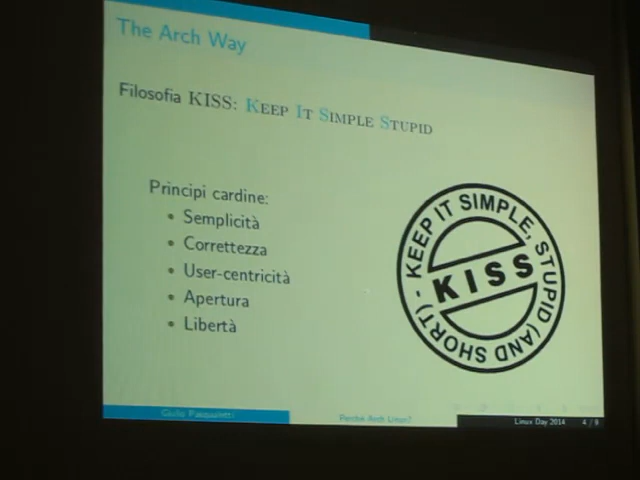 The Arch Way
Filosofia KISS: KEEP IT SIMPLE STUPID
Principi cardine:
• Semplicità
• Correttezza
• User-centricità
• Apertura
• Libertà
KEEP IT SIMPLE, STUPID (AND SHORT) -
KISS
Perché Arch Linux?
Linux Day 2014 4 / 9